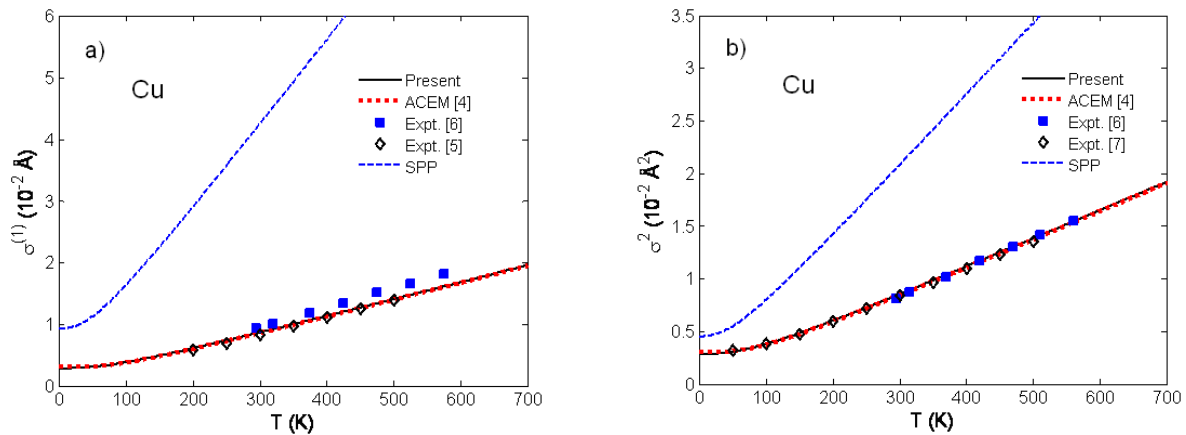 a)
Cu
Present
ACEM [4]
Expt. [6]
Expt. [5]
SPP
σ(1) (10-2 Å)
6
5
4
3
2
1
0
0 100 200 300 400 500 600 700
T (K)
b)
Cu
Present
ACEM [4]
Expt. [6]
Expt. [7]
SPP
σ2 (10-2 Å2)
3.5
3
2.5
2
1.5
1
0.5
0
0 100 200 300 400 500 600 700
T (K)